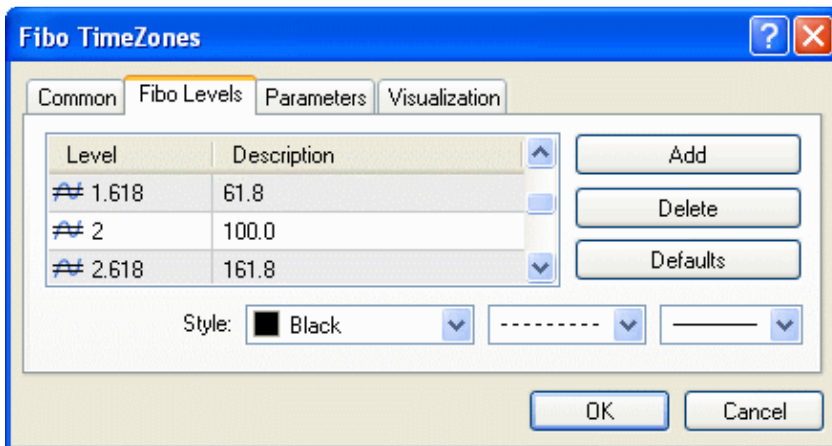 Fibo TimeZones
Common Fibo Levels Parameters Visualization
Level Description
1.618 61.8
2 100.0
2.618 161.8
Add
Delete
Defaults
Style: Black
OK Cancel